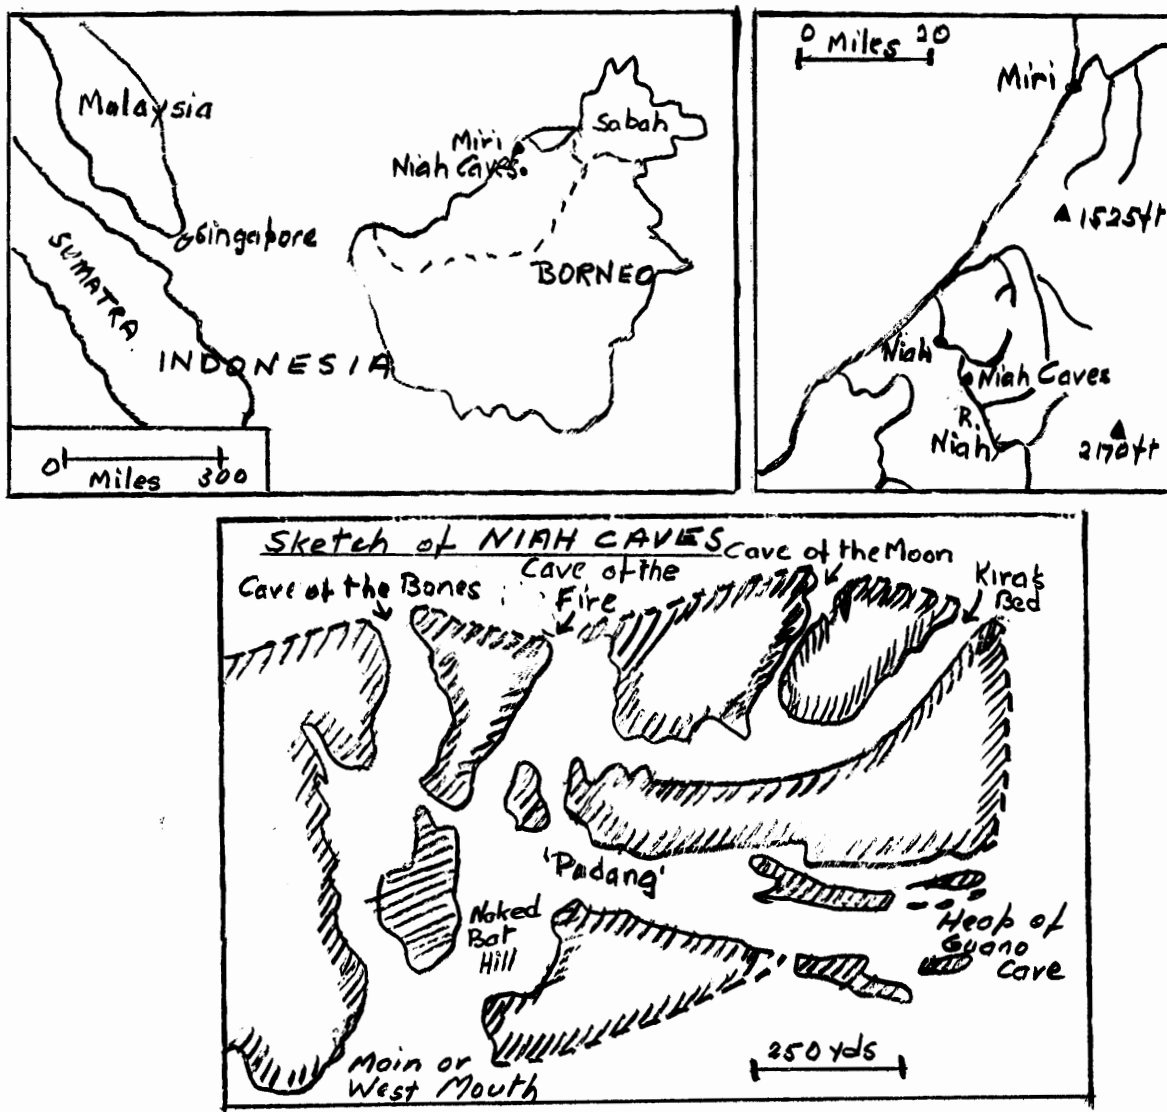 Malaysia
Singapore
SUMATRA
INDONESIA
Miri
Niah Caves
Sabah
BORNEO
0 300
Miles
0 Miles 20
Miri
▲ 1525ft
Niah
Niah Caves
R.
Niah
▲
2170ft
Sketch of NIAH CAVES
Cave of the Bones
Cave of the
Fire
Cave of the Moon
Kira's
Bed
'Padang'
Naked
Bat
Hill
Heap of
Guano
Cave
Main or
West Mouth
250 yds